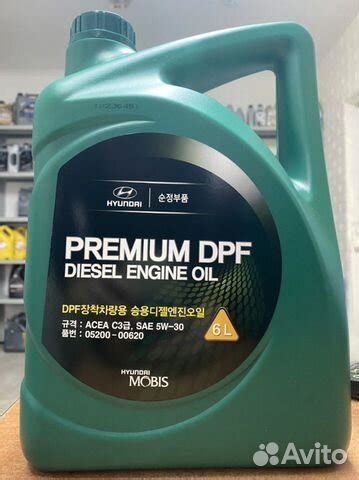 HYUNDAI
순정부품
PREMIUM DPF
DIESEL ENGINE OIL
DPF장착차량용 승용디젤엔진오일
규격 : ACEA C3급, SAE 5W-30
품번 : 05200-00620
6L
HYUNDAI
MOBIS
Avito